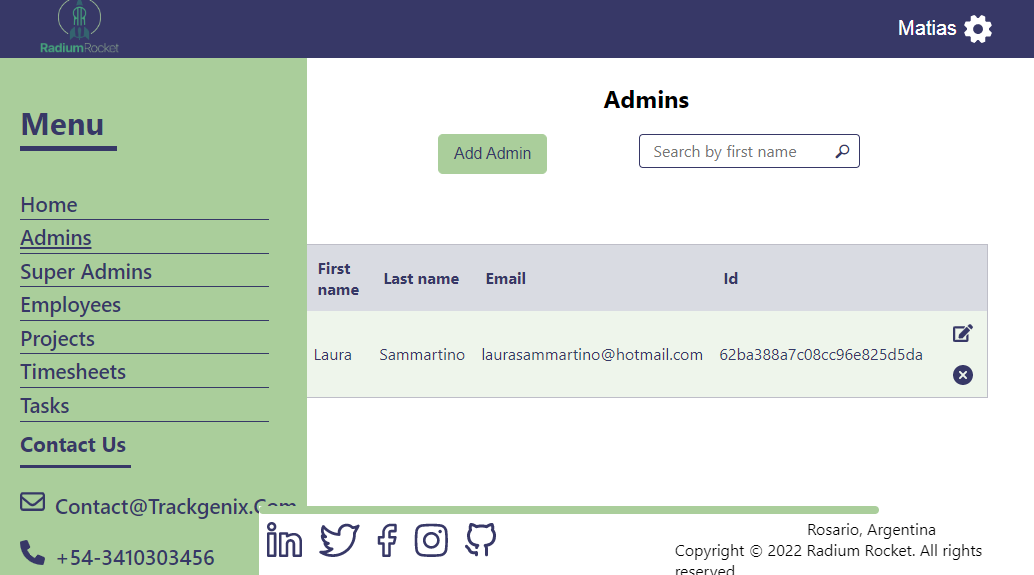 RadiumRocket
Matias
Menu
Home
Admins
Super Admins
Employees
Projects
Timesheets
Tasks
Contact Us
Contact@Trackgenix.Com
+54-3410303456
Admins
Add Admin
Search by first name
First name
Last name
Email
Id
Laura
Sammartino
laurasammartino@hotmail.com
62ba388a7c08cc96e825d5da
Rosario, Argentina
Copyright © 2022 Radium Rocket. All rights
reserved